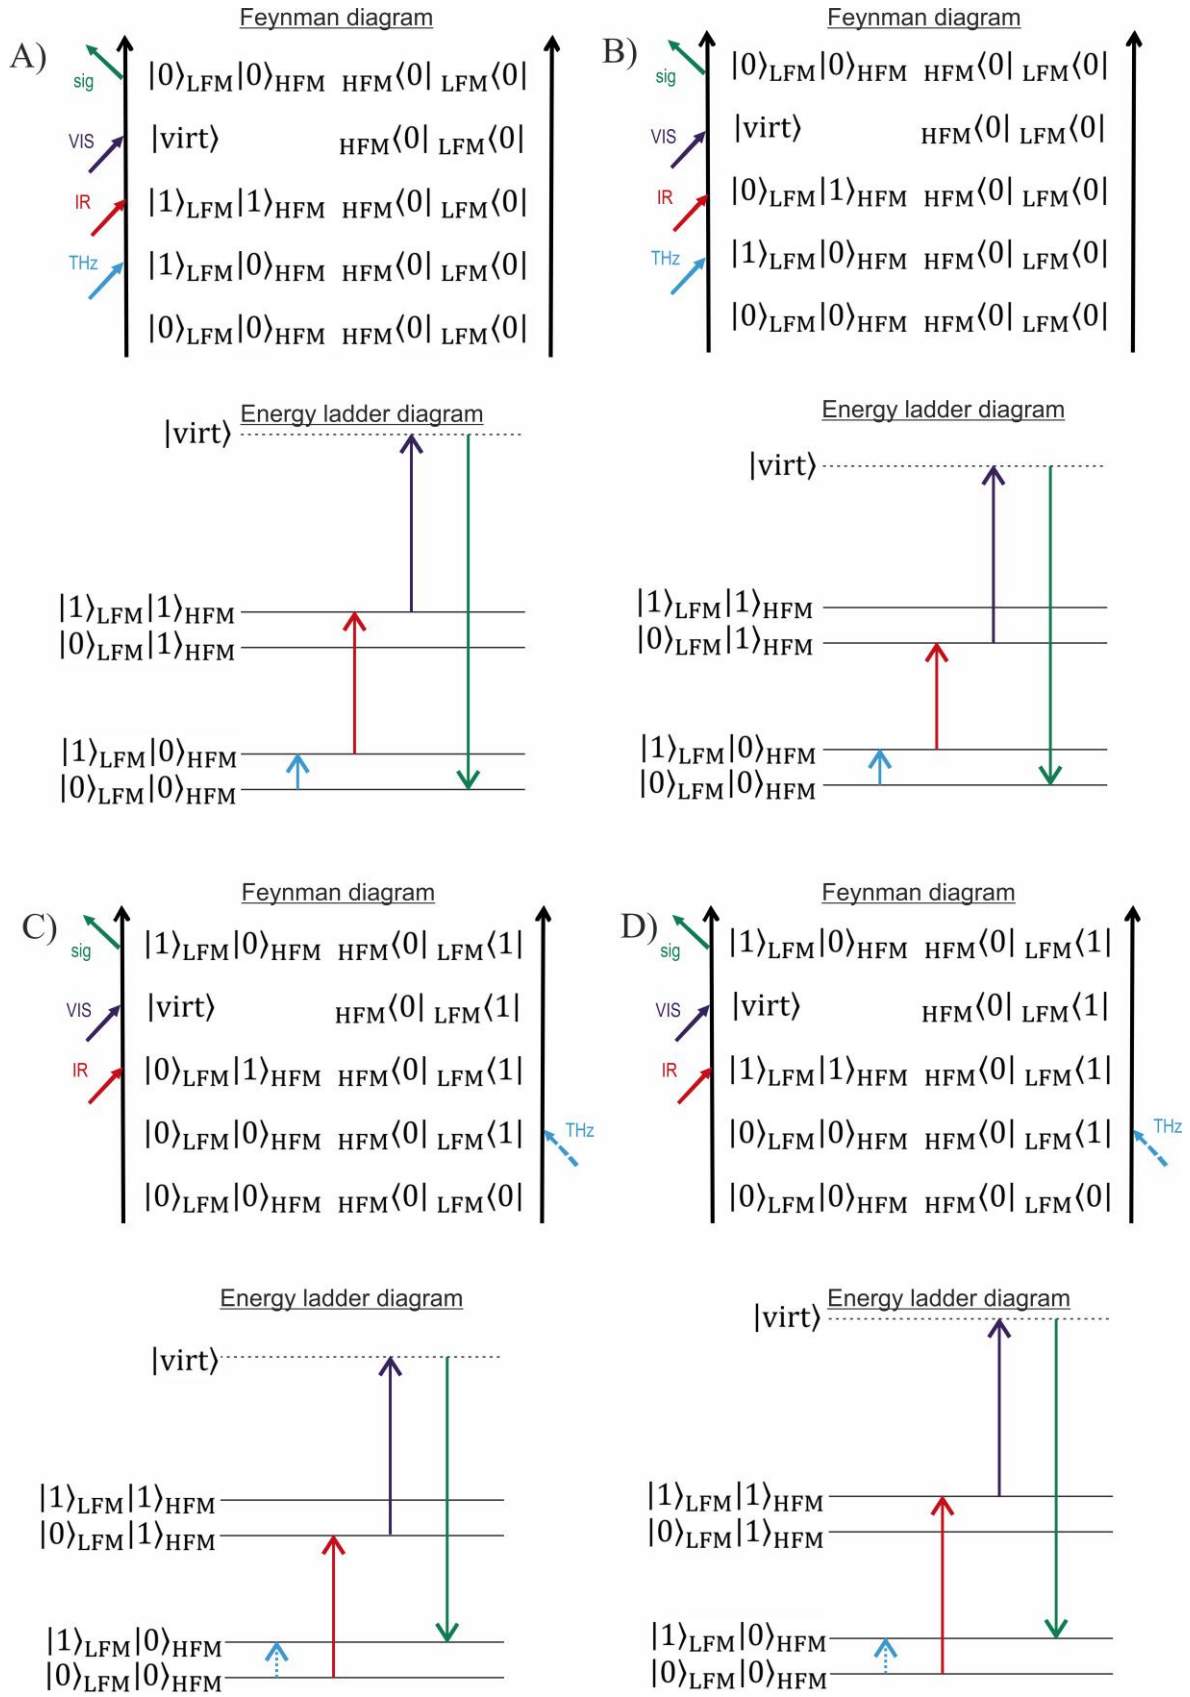 Feynman diagram
A)
sig |0⟩LFM|0⟩HFM HFM⟨0| LFM⟨0|
VIS |virt⟩ HFM⟨0| LFM⟨0|
IR |1⟩LFM|1⟩HFM HFM⟨0| LFM⟨0|
THz |1⟩LFM|0⟩HFM HFM⟨0| LFM⟨0|
|0⟩LFM|0⟩HFM HFM⟨0| LFM⟨0|
Energy ladder diagram
|virt⟩
|1⟩LFM|1⟩HFM
|0⟩LFM|1⟩HFM
|1⟩LFM|0⟩HFM
|0⟩LFM|0⟩HFM
Feynman diagram
B)
sig |0⟩LFM|0⟩HFM HFM⟨0| LFM⟨0|
VIS |virt⟩ HFM⟨0| LFM⟨0|
IR |0⟩LFM|1⟩HFM HFM⟨0| LFM⟨0|
THz |1⟩LFM|0⟩HFM HFM⟨0| LFM⟨0|
|0⟩LFM|0⟩HFM HFM⟨0| LFM⟨0|
Energy ladder diagram
|virt⟩
|1⟩LFM|1⟩HFM
|0⟩LFM|1⟩HFM
|1⟩LFM|0⟩HFM
|0⟩LFM|0⟩HFM
Feynman diagram
C)
sig |1⟩LFM|0⟩HFM HFM⟨0| LFM⟨1|
VIS |virt⟩ HFM⟨0| LFM⟨1|
IR |0⟩LFM|1⟩HFM HFM⟨0| LFM⟨1|
|0⟩LFM|0⟩HFM HFM⟨0| LFM⟨1| THz
|0⟩LFM|0⟩HFM HFM⟨0| LFM⟨0|
Energy ladder diagram
|virt⟩
|1⟩LFM|1⟩HFM
|0⟩LFM|1⟩HFM
|1⟩LFM|0⟩HFM
|0⟩LFM|0⟩HFM
Feynman diagram
D)
sig |1⟩LFM|0⟩HFM HFM⟨0| LFM⟨1|
VIS |virt⟩ HFM⟨0| LFM⟨1|
IR |1⟩LFM|1⟩HFM HFM⟨0| LFM⟨1|
|0⟩LFM|0⟩HFM HFM⟨0| LFM⟨1| THz
|0⟩LFM|0⟩HFM HFM⟨0| LFM⟨0|
Energy ladder diagram
|virt⟩
|1⟩LFM|1⟩HFM
|0⟩LFM|1⟩HFM
|1⟩LFM|0⟩HFM
|0⟩LFM|0⟩HFM